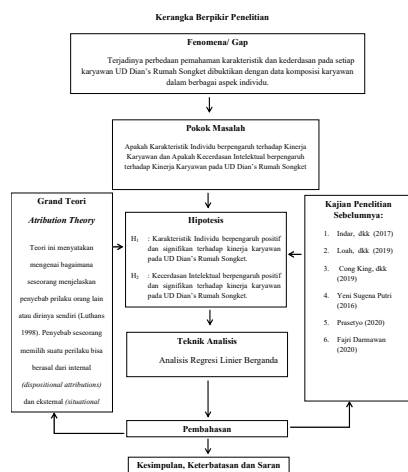 Kerangka Berpikir Penelitian
Fenomena/ Gap
Terjadinya perbedaan pemahaman karakteristik dan kederdasan pada setiap
karyawan UD Dian's Rumah Songket dibuktikan dengan data komposisi karyawan
dalam berbagai aspek individu.
Pokok Masalah
Apakah Karakteristik Individu berpengaruh terhadap Kinerja
Karyawan dan Apakah Kecerdasan Intelektual berpengaruh
terhadap Kinerja Karyawan pada UD Dian's Rumah Songket
Grand Teori
Atribution Theory
Teori ini menyatakan
mengenai bagaimana
seseorang menjelaskan
penyebab prilaku orang lain
atau dirinya sendiri (Luthans
1998). Penyebab seseorang
memilih suatu perilaku bisa
berasal dari internal
(dispositional attributions)
dan eksternal (situational
Hipotesis
H1 : Karakteristik Individu berpengaruh positif
dan signifikan terhadap kinerja karyawan
pada UD Dian's Rumah Songket.
H2 : Kecerdasan Intelektual berpengaruh positif
dan signifikan terhadap kinerja karyawan
pada UD Dian's Rumah Songket.
Kajian Penelitian
Sebelumnya:
1. Indar, dkk (2017)
2. Loah, dkk (2019)
3. Cong King, dkk
(2019)
4. Yeni Sugena Putri
(2016)
5. Prasetyo (2020)
6. Fajri Darmawan
(2020)
Teknik Analisis
Analisis Regresi Linier Berganda
Pembahasan
Kesimpulan, Keterbatasan dan Saran